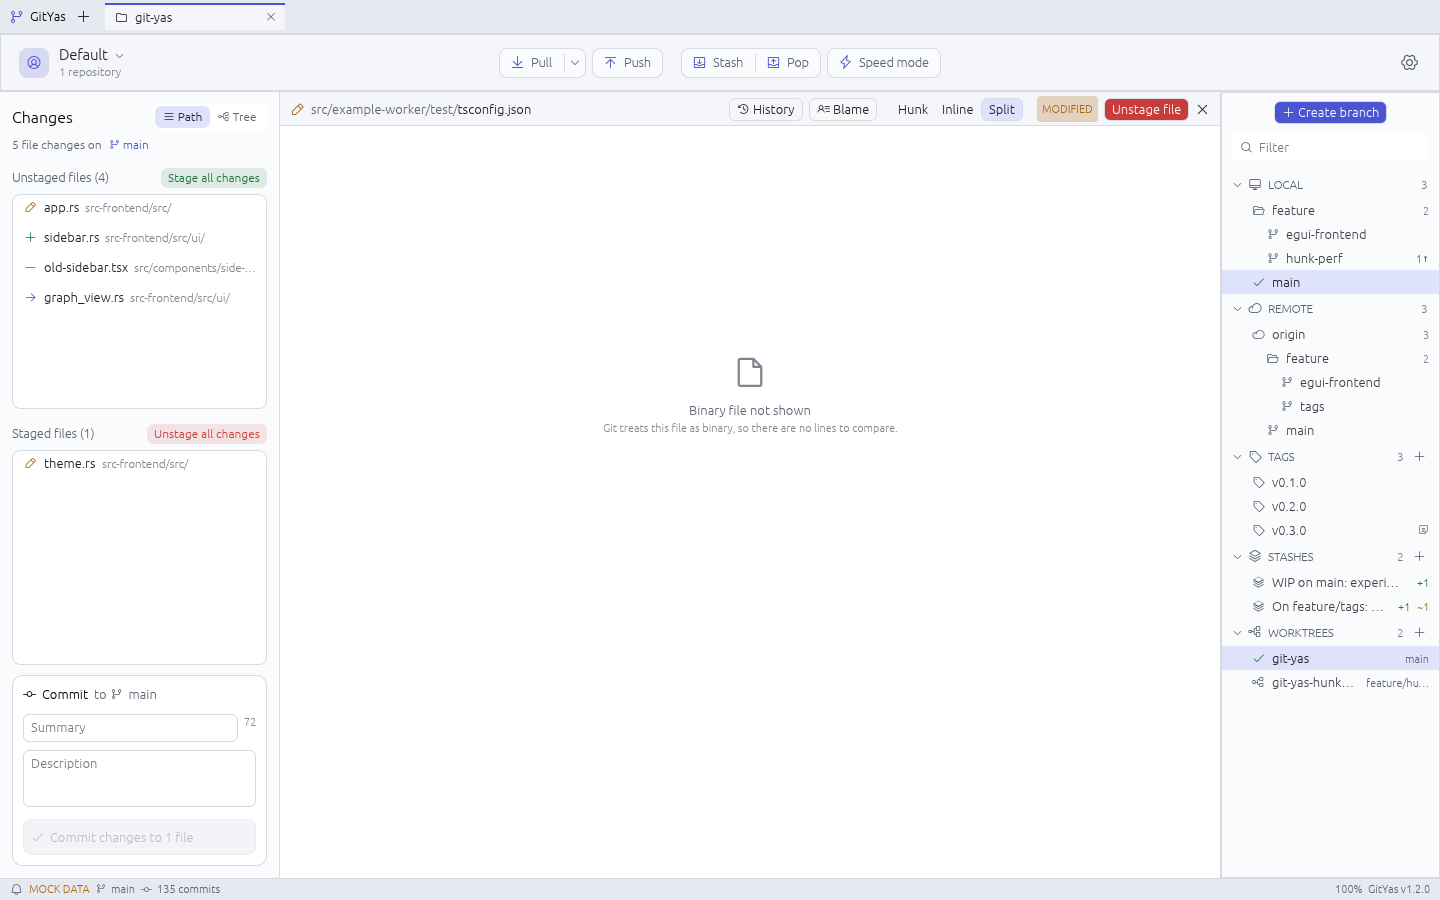 GitYas
git-yas
Default
1 repository
Pull
Push
Stash
Pop
Speed mode
Changes
Path
Tree
5 file changes on main
Unstaged files (4)
Stage all changes
app.rs src-frontend/src/
sidebar.rs src-frontend/src/ui/
old-sidebar.tsx src/components/side-...
graph_view.rs src-frontend/src/ui/
Staged files (1)
Unstage all changes
theme.rs src-frontend/src/
Commit to main
Summary
72
Description
Commit changes to 1 file
src/example-worker/test/tsconfig.json
History
Blame
Hunk
Inline
Split
MODIFIED
Unstage file
Binary file not shown
Git treats this file as binary, so there are no lines to compare.
Create branch
Filter
LOCAL 3
feature 2
egui-frontend
hunk-perf 1↑
main
REMOTE 3
origin 3
feature 2
egui-frontend
tags
main
TAGS 3
v0.1.0
v0.2.0
v0.3.0
STASHES 2
WIP on main: experi... +1
On feature/tags: ... +1 ~1
WORKTREES 2
git-yas main
git-yas-hunk... feature/hu...
MOCK DATA main 135 commits
100% GitYas v1.2.0